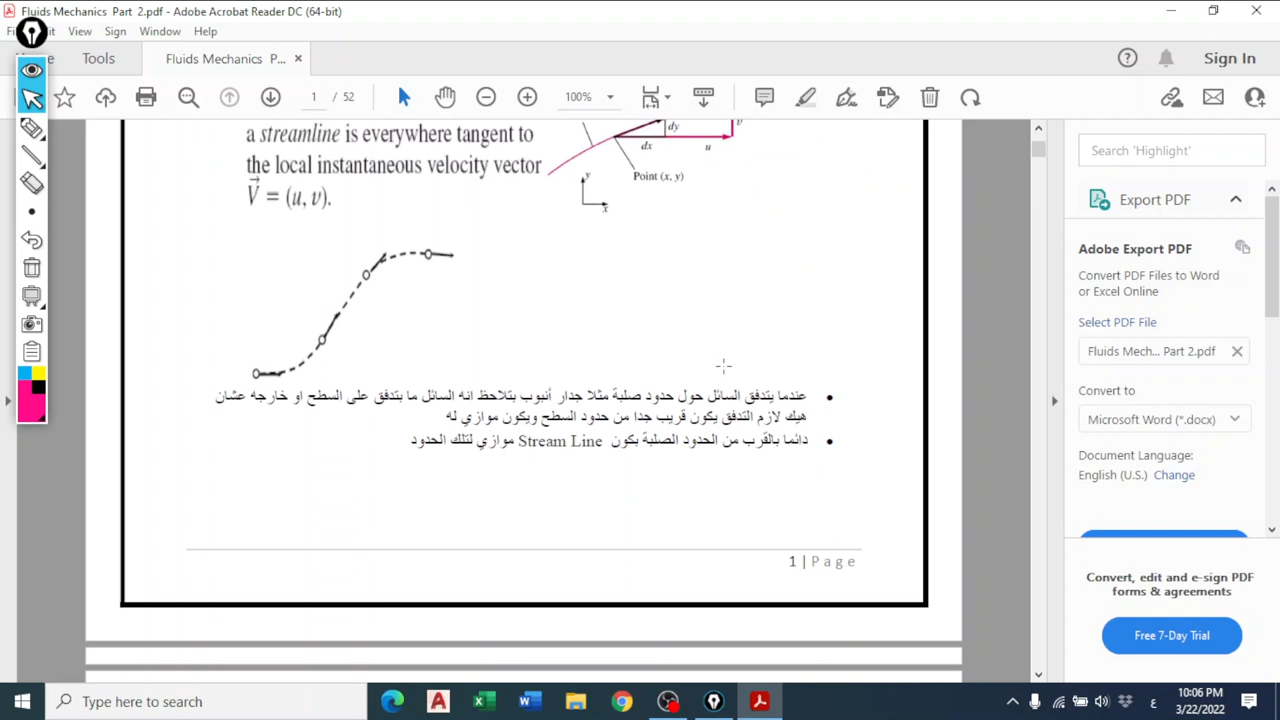 Fluids Mechanics Part 2.pdf - Adobe Acrobat Reader DC (64-bit)
View Sign Window Help
Tools
Fluids Mechanics P...
Sign In
1 / 52
100%
a streamline is everywhere tangent to
the local instantaneous velocity vector
V = (u, v).
dy
v
dx
u
Point (x, y)
y
x
عندما يتدفق السائل حول حدود صلبة مثلا جدار أنبوب بتلاحظ انه السائل ما بتدفق على السطح او خارجه عشان
هيك لازم التدفق يكون قريب جدا من حدود السطح ويكون موازي له
دائما بالقرب من الحدود الصلبة بكون Stream Line موازي لتلك الحدود
1 | Page
Search 'Highlight'
Export PDF
Adobe Export PDF
Convert PDF Files to Word
or Excel Online
Select PDF File
Fluids Mech... Part 2.pdf
Convert to
Microsoft Word (*.docx)
Document Language:
English (U.S.) Change
Convert, edit and e-sign PDF
forms & agreements
Free 7-Day Trial
Type here to search
ع
10:06 PM
3/22/2022